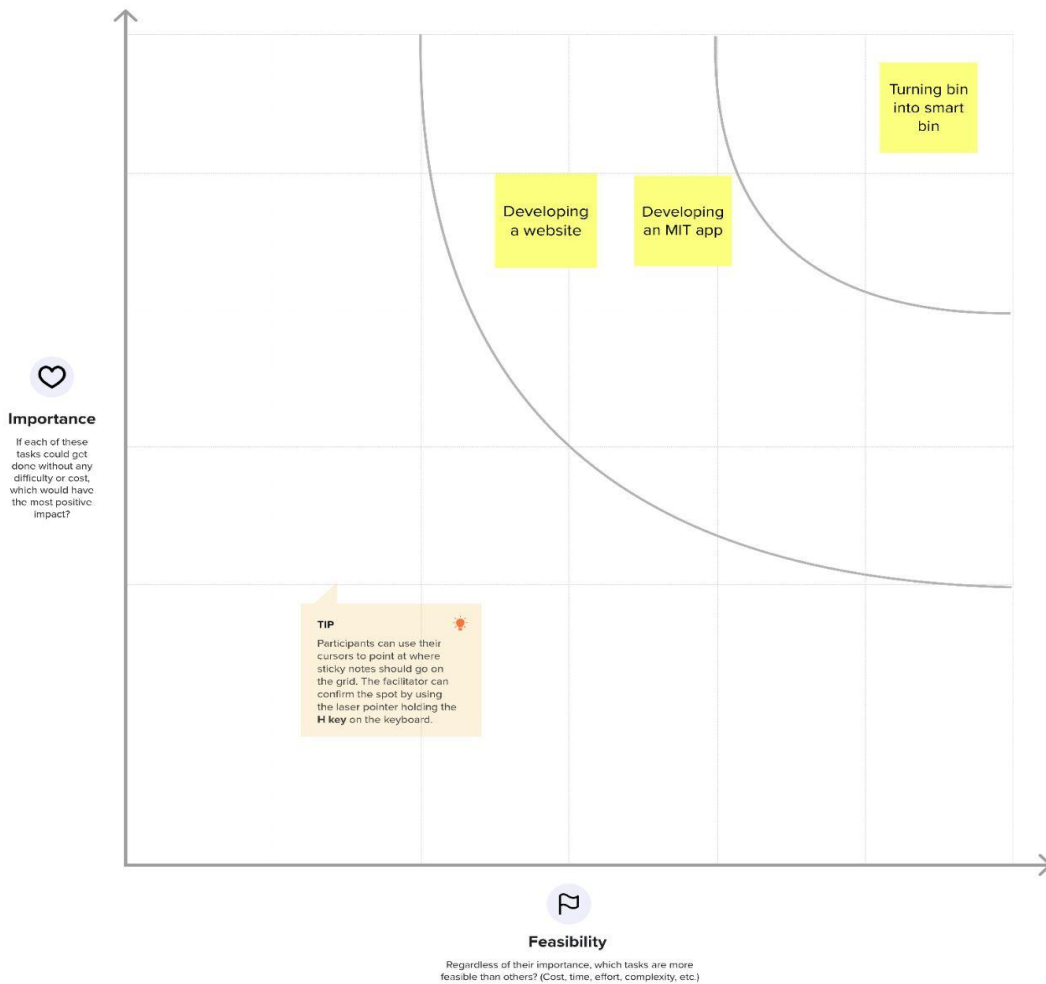 Turning bin
into smart
bin
Developing
a website
Developing
an MIT app
Importance
If each of these
tasks could get
done without any
difficulty or cost,
which would have
the most positive
impact?
TIP
Participants can use their
cursors to point at where
sticky notes should go on
the grid. The facilitator can
confirm the spot by using
the laser pointer holding the
H key on the keyboard.
Feasibility
Regardless of their importance, which tasks are more
feasible than others? (Cost, time, effort, complexity, etc.)